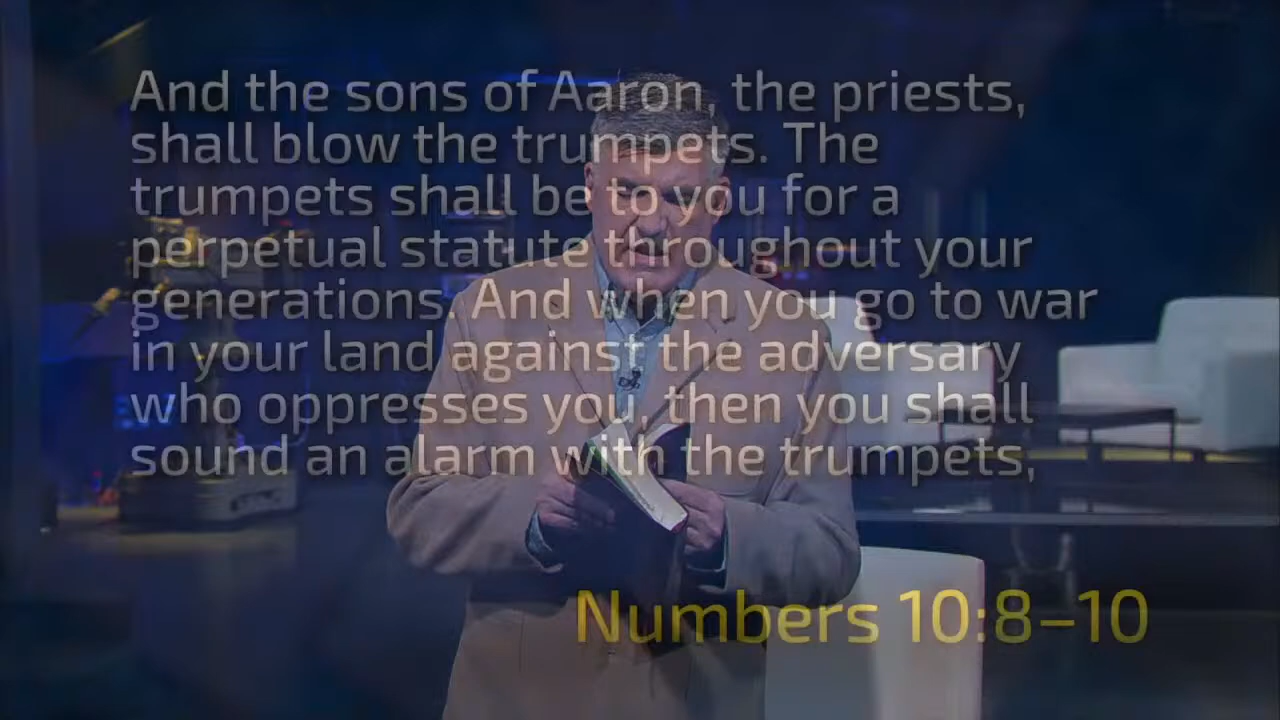 And the sons of Aaron, the priests,
shall blow the trumpets. The
trumpets shall be to you for a
perpetual statute throughout your
generations. And when you go to war
in your land against the adversary
who oppresses you, then you shall
sound an alarm with the trumpets,
Numbers 10:8–10